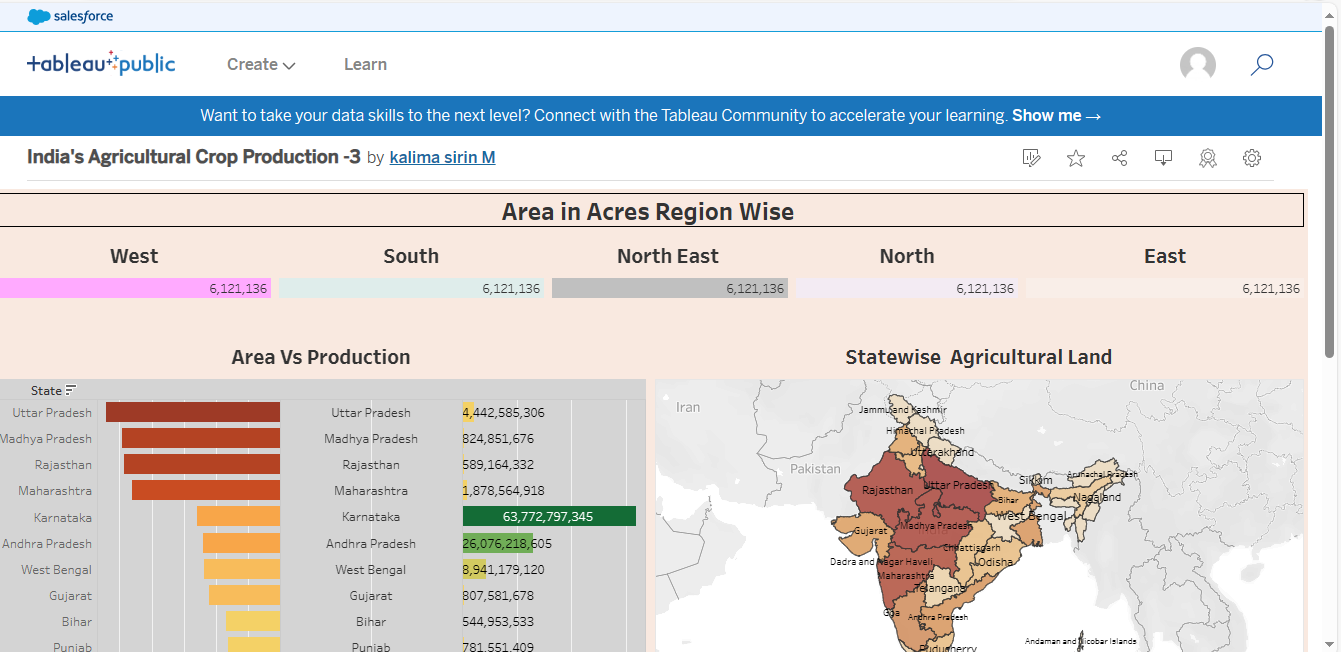 salesforce
tableau public
Create
Learn
Want to take your data skills to the next level? Connect with the Tableau Community to accelerate your learning. Show me →
India's Agricultural Crop Production -3 by kalima sirin M
Area in Acres Region Wise
West South North East North East
6,121,136 6,121,136 6,121,136 6,121,136 6,121,136
Area Vs Production
State
Uttar Pradesh Uttar Pradesh 4,442,585,306
Madhya Pradesh Madhya Pradesh 824,851,676
Rajasthan Rajasthan 589,164,332
Maharashtra Maharashtra 1,878,564,918
Karnataka Karnataka 63,772,797,345
Andhra Pradesh Andhra Pradesh 26,076,218,605
West Bengal West Bengal 8,941,179,120
Gujarat Gujarat 807,581,678
Bihar Bihar 544,953,533
Punjab Punjab 781,551,409
Statewise Agricultural Land
China
Iran
Jammu and Kashmir
Himachal Pradesh
Uttarakhand
Pakistan
Arunachal Pradesh
Sikkim
Rajasthan
Uttar Pradesh
Nagaland
Bihar
West Bengal
Madhya Pradesh
Gujarat
Chhattisgarh
Dadra and Nagar Haveli
Odisha
Maharashtra
Telangana
Goa
Andhra Pradesh
Andaman and Nicobar Islands
Puducherry